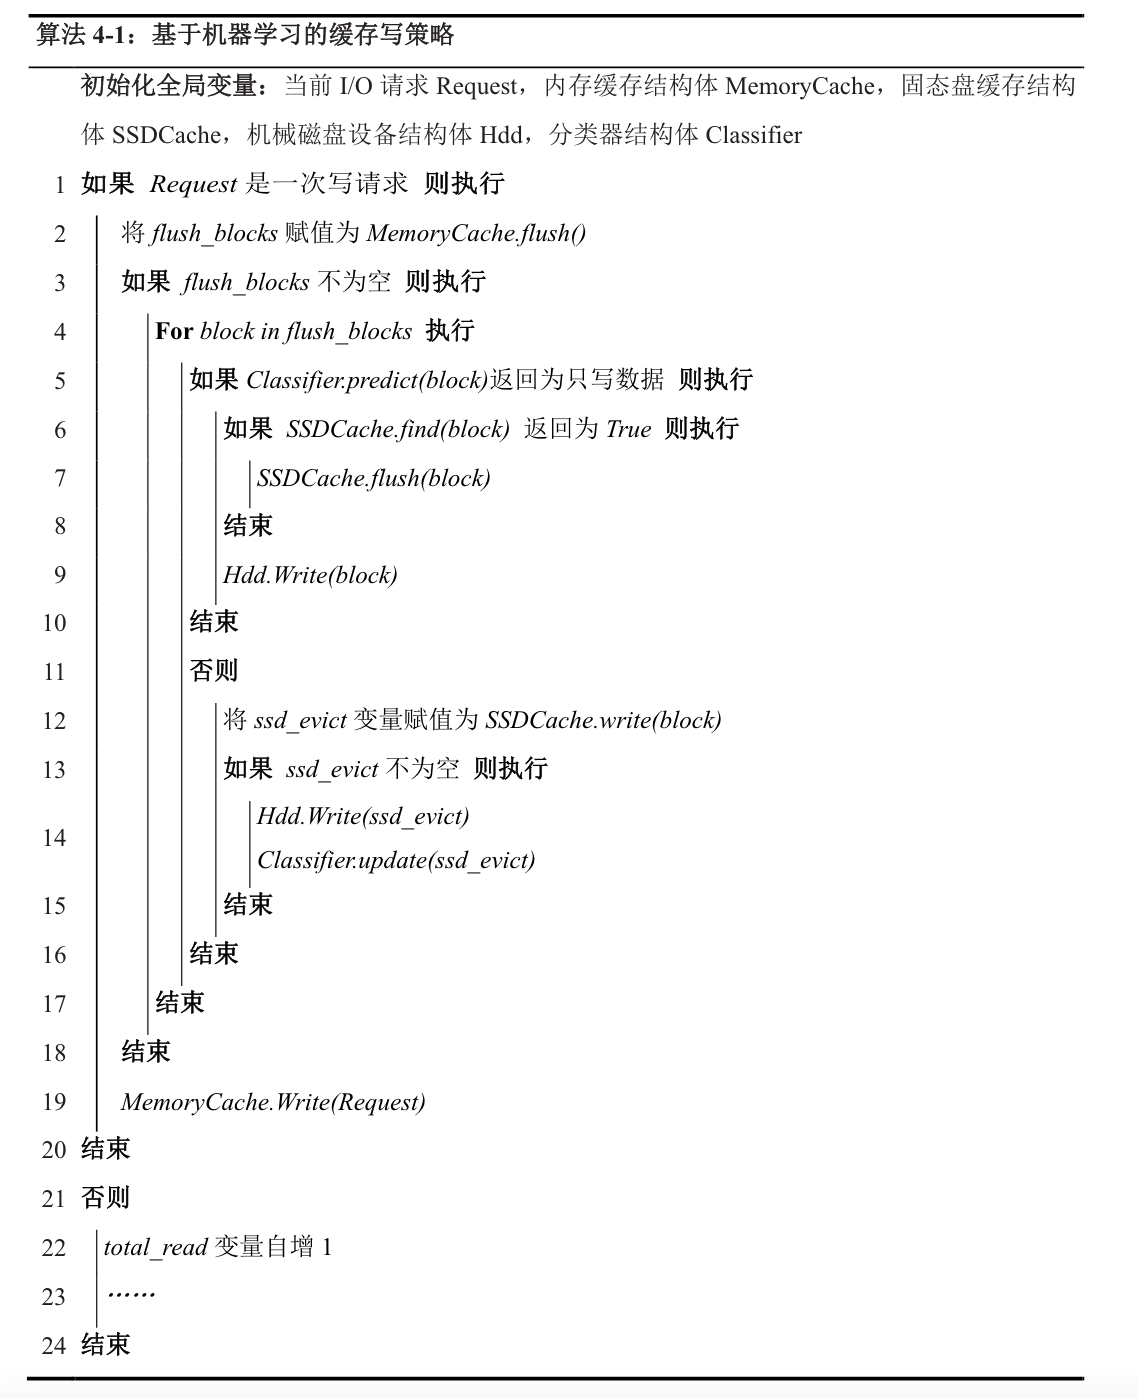 算法 4-1：基于机器学习的缓存写策略
初始化全局变量：当前 I/O 请求 Request，内存缓存结构体 MemoryCache，固态盘缓存结构
体 SSDCache，机械磁盘设备结构体 Hdd，分类器结构体 Classifier
1 如果 Request 是一次写请求 则执行
2 将 flush_blocks 赋值为 MemoryCache.flush()
3 如果 flush_blocks 不为空 则执行
4 For block in flush_blocks 执行
5 如果 Classifier.predict(block)返回为只写数据 则执行
6 如果 SSDCache.find(block) 返回为 True 则执行
7 SSDCache.flush(block)
8 结束
9 Hdd.Write(block)
10 结束
11 否则
12 将 ssd_evict 变量赋值为 SSDCache.write(block)
13 如果 ssd_evict 不为空 则执行
Hdd.Write(ssd_evict)
14
Classifier.update(ssd_evict)
15 结束
16 结束
17 结束
18 结束
19 MemoryCache.Write(Request)
20 结束
21 否则
22 total_read 变量自增 1
23 ……
24 结束